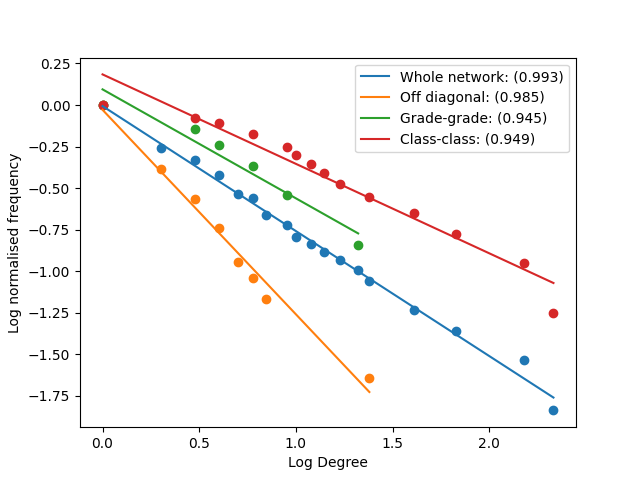 0.25
0.00
−0.25
−0.50
−0.75
−1.00
−1.25
−1.50
−1.75
Log normalised frequency
Whole network: (0.993)
Off diagonal: (0.985)
Grade-grade: (0.945)
Class-class: (0.949)
0.0 0.5 1.0 1.5 2.0
Log Degree